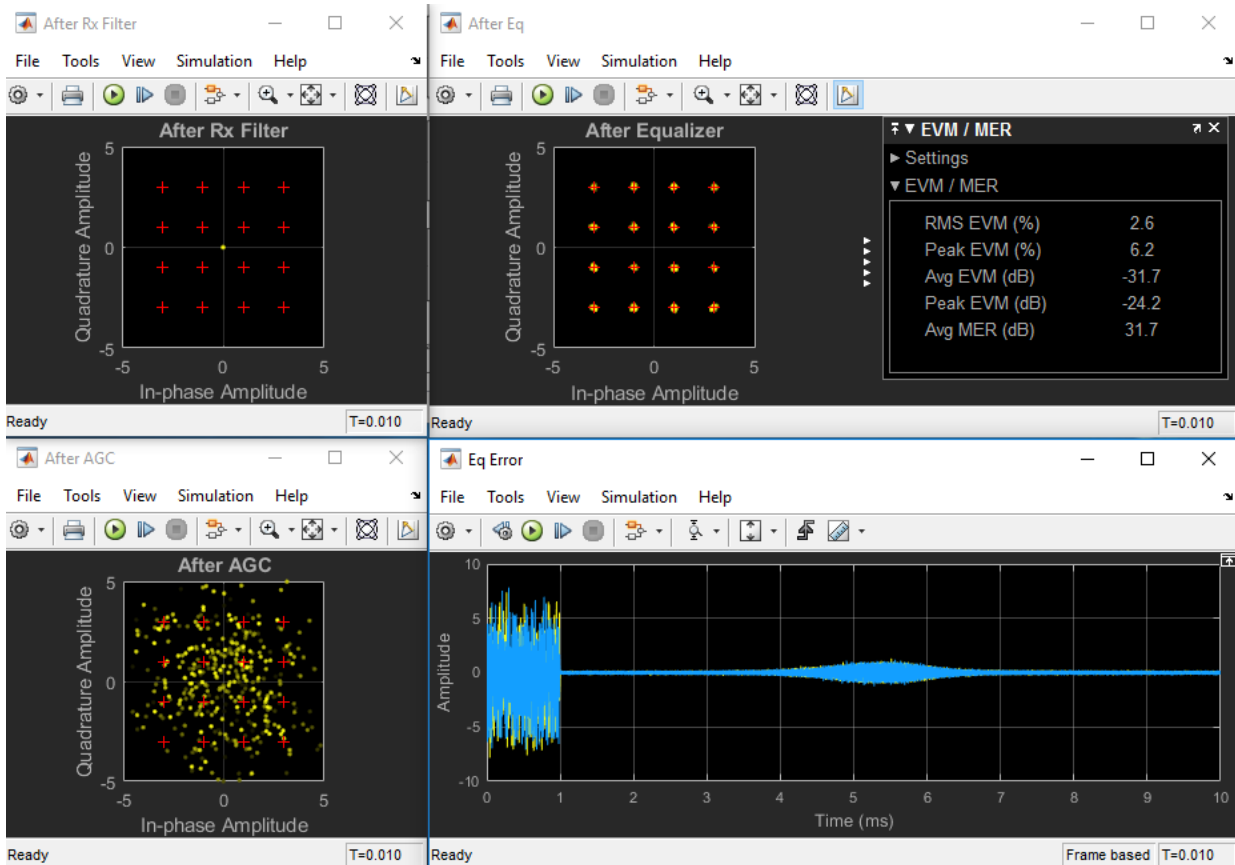 After Rx Filter
File Tools View Simulation Help
After Rx Filter
Quadrature Amplitude
5
0
-5
-5 0 5
In-phase Amplitude
Ready T=0.010
After Eq
File Tools View Simulation Help
After Equalizer
Quadrature Amplitude
5
0
-5
-5 0 5
In-phase Amplitude
EVM / MER
Settings
EVM / MER
RMS EVM (%) 2.6
Peak EVM (%) 6.2
Avg EVM (dB) -31.7
Peak EVM (dB) -24.2
Avg MER (dB) 31.7
Ready T=0.010
After AGC
File Tools View Simulation Help
After AGC
Quadrature Amplitude
5
0
-5
-5 0 5
In-phase Amplitude
Ready T=0.010
Eq Error
File Tools View Simulation Help
Amplitude
10
5
0
-5
-10
0 1 2 3 4 5 6 7 8 9 10
Time (ms)
Ready Frame based T=0.010